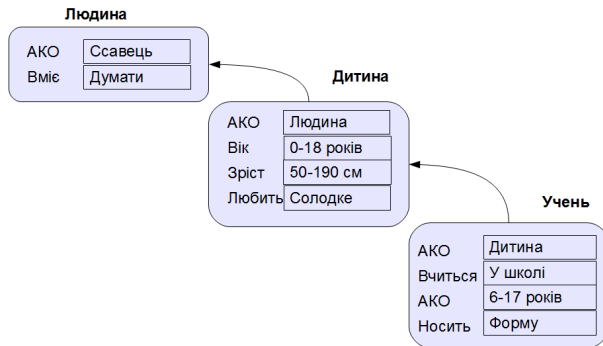 Людина
АКО Ссавець
Вміє Думати
Дитина
АКО Людина
Вік 0-18 років
Зріст 50-190 см
Любить Солодке
Учень
АКО Дитина
Вчиться У школі
АКО 6-17 років
Носить Форму